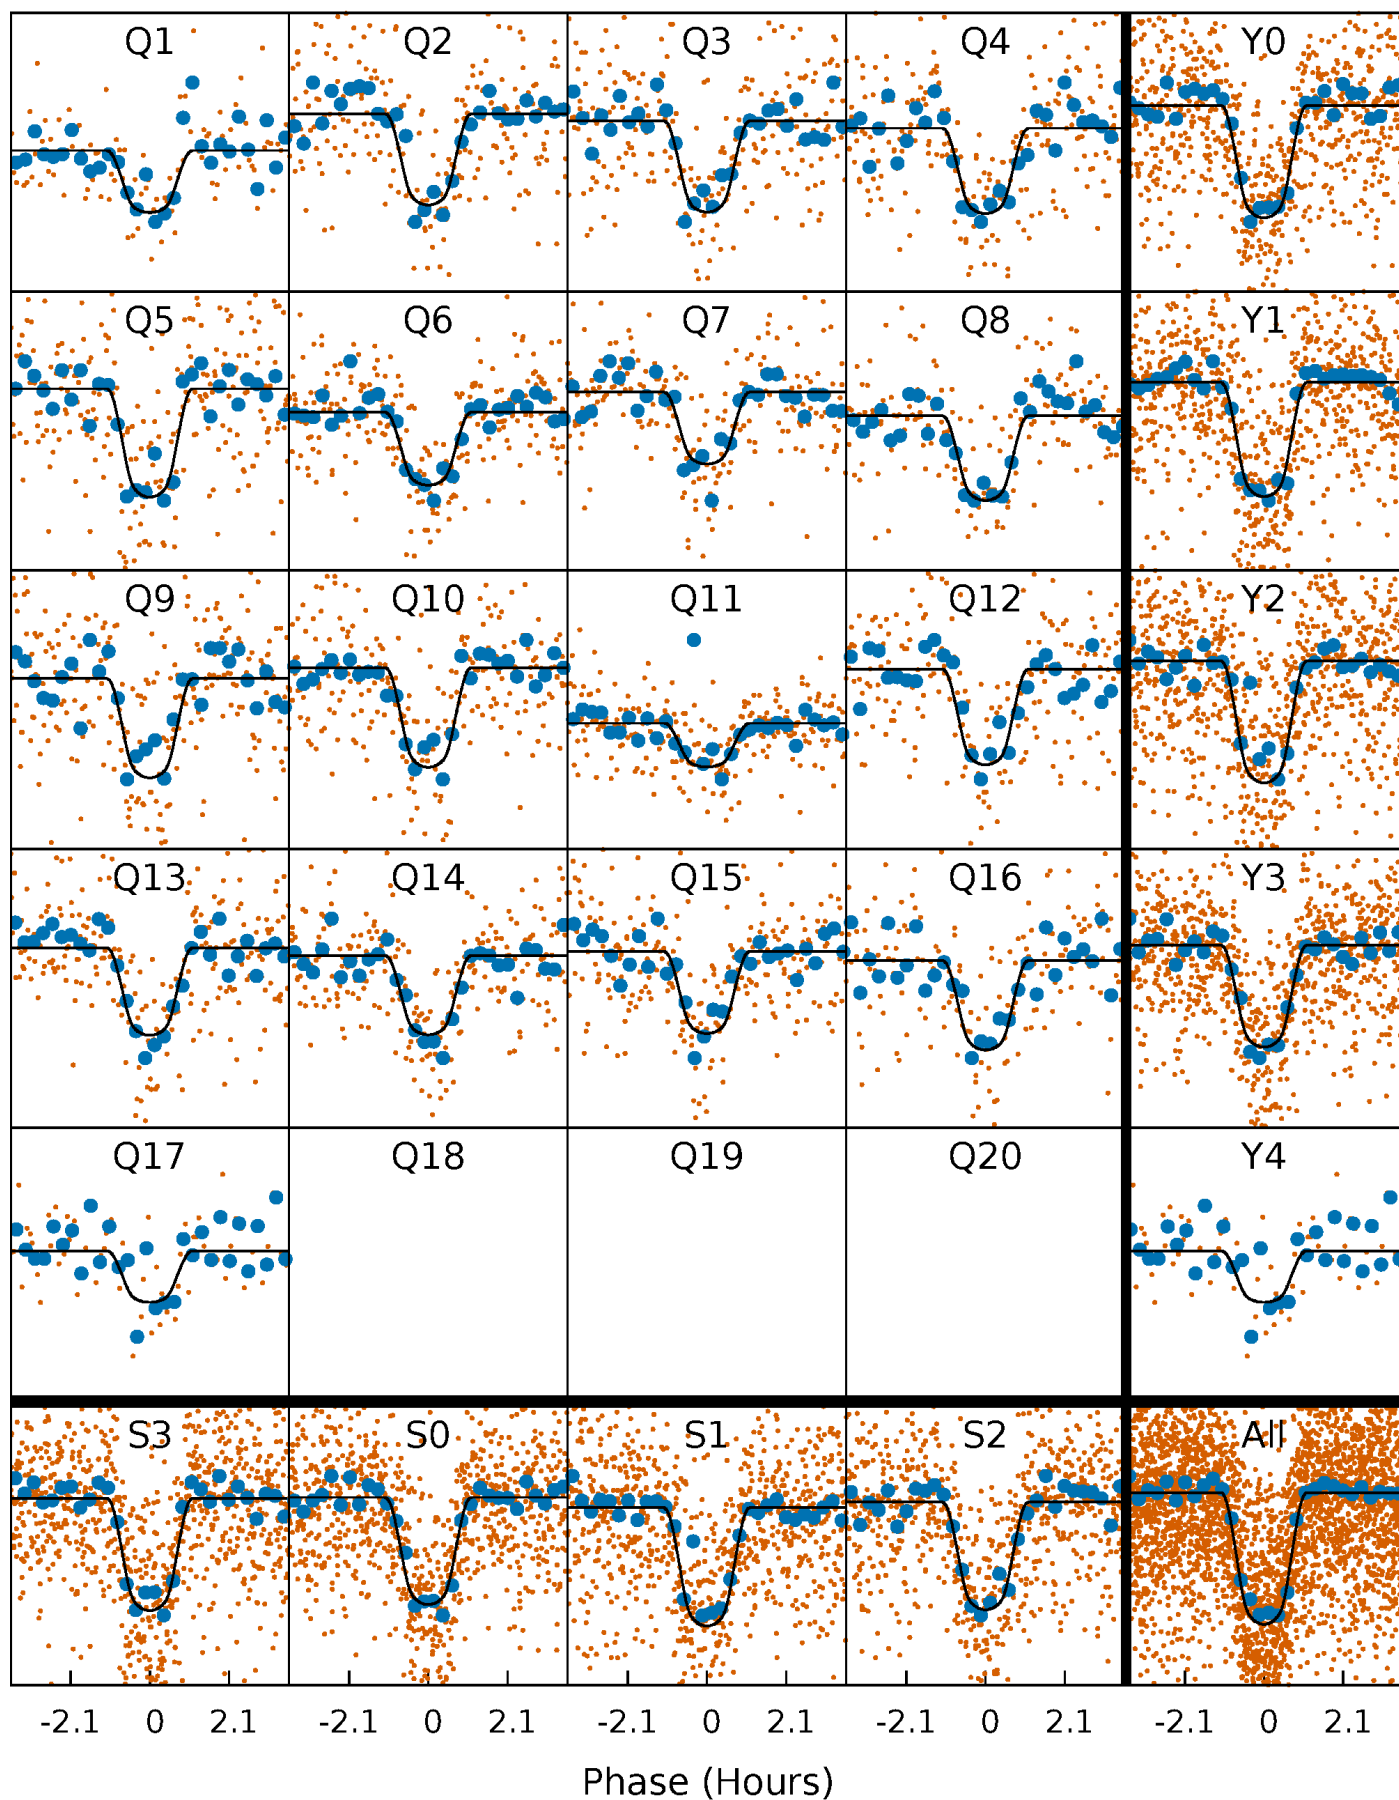 Q1 Q2 Q3 Q4 Y0
Q5 Q6 Q7 Q8 Y1
Q9 Q10 Q11 Q12 Y2
Q13 Q14 Q15 Q16 Y3
Q17 Q18 Q19 Q20 Y4
S3 S0 S1 S2 All
-2.1 0 2.1 -2.1 0 2.1 -2.1 0 2.1 -2.1 0 2.1 -2.1 0 2.1
Phase (Hours)